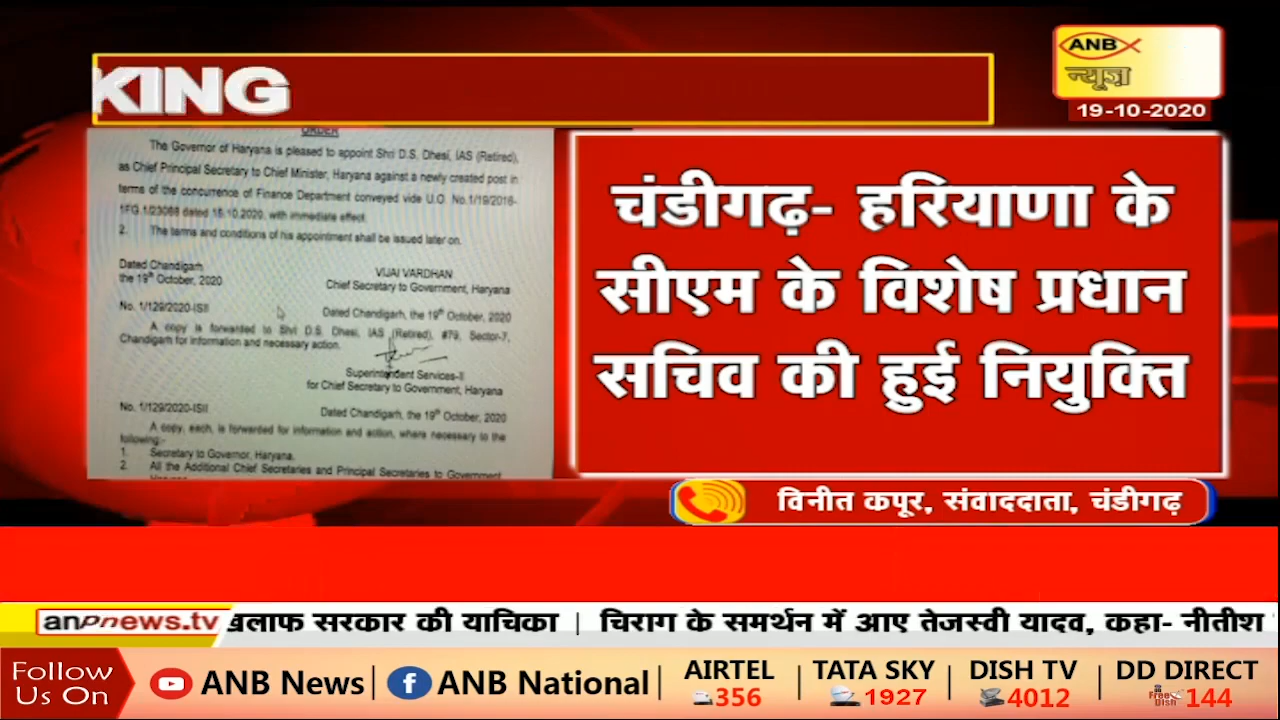 KING
ANB
न्यूज़
19-10-2020
ORDER
The Governor of Haryana is pleased to appoint Shri D.S. Dhesi, IAS (Retired),
as Chief Principal Secretary to Chief Minister, Haryana against a newly created post in
terms of the concurrence of Finance Department conveyed vide U.O. No.1/19/2016-
dated 15.10.2020, with immediate effect.
2. The terms and conditions of his appointment shall be issued later on.
Dated Chandigarh
the 19th October, 2020
VIJAI VARDHAN
Chief Secretary to Government, Haryana
No. 1/129/2020-ISII
Dated Chandigarh, the 19th October, 2020
A copy is forwarded to Shri D.S. Dhesi, IAS (Retired), #79, Sector-7,
Chandigarh for information and necessary action.
Superintendent Services-II
for Chief Secretary to Government, Haryana
No. 1/129/2020-ISII
Dated Chandigarh, the 19th October, 2020
A copy, each, is forwarded for information and action, where necessary to the
following:-
1. Secretary to Governor, Haryana.
2. All the Additional Chief Secretaries and Principal Secretaries to Government
चंडीगढ़- हरियाणा के
सीएम के विशेष प्रधान
सचिव की हुई नियुक्ति
विनीत कपूर, संवाददाता, चंडीगढ़
anpnews.tv
खलाफ सरकार की याचिका | चिराग के समर्थन में आए तेजस्वी यादव, कहा- नीतीश
Follow
Us On
ANB News
ANB National
AIRTEL
356
TATA SKY
1927
DISH TV
4012
DD DIRECT
Free Dish
144